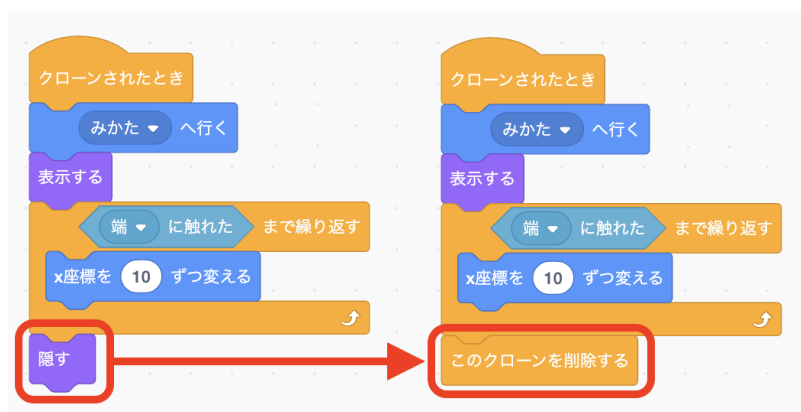 クローンされたとき
みかた へ行く
表示する
端 に触れた まで繰り返す
x座標を 10 ずつ変える
隠す
クローンされたとき
みかた へ行く
表示する
端 に触れた まで繰り返す
x座標を 10 ずつ変える
このクローンを削除する